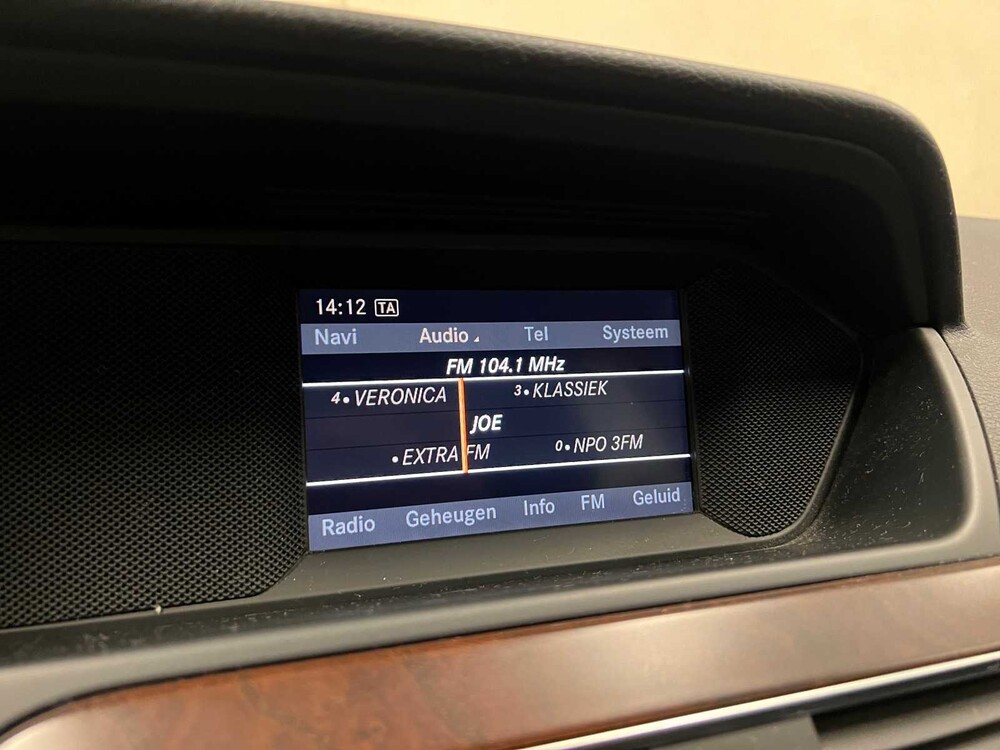 14:12 TA
Navi Audio Tel Systeem
FM 104.1 MHz
4•VERONICA 3•KLASSIEK
JOE
•EXTRA FM 0•NPO 3FM
Radio Geheugen Info FM Geluid